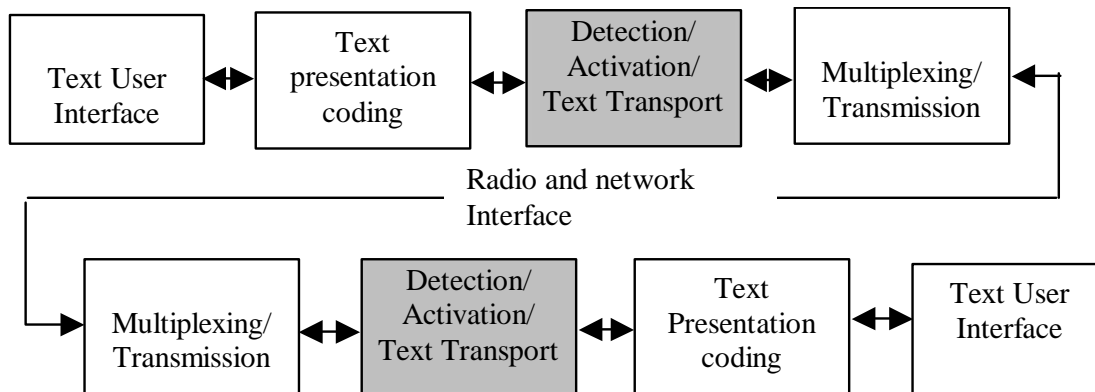 Text User
Interface
Text
presentation
coding
Detection/
Activation/
Text Transport
Multiplexing/
Transmission
Radio and network
Interface
Multiplexing/
Transmission
Detection/
Activation/
Text Transport
Text
Presentation
coding
Text User
Interface